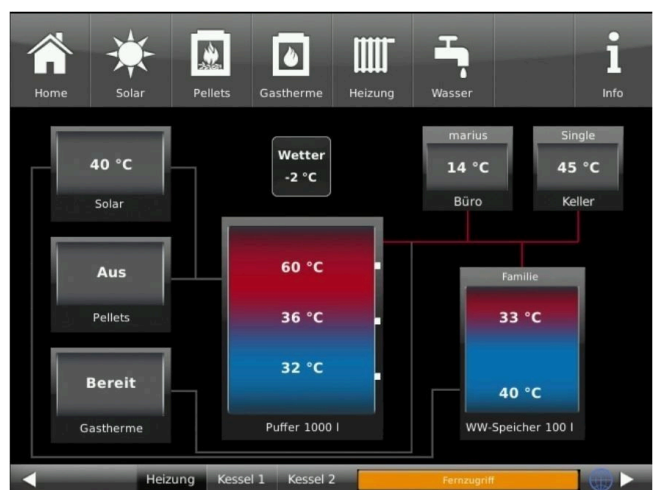 Home Solar Pellets Gastherme Heizung Wasser Info
marius Single
40 °C Wetter 14 °C 45 °C
-2 °C
Solar Büro Keller
Aus 60 °C Familie
Pellets 36 °C 33 °C
Bereit 32 °C 40 °C
Gastherme Puffer 1000 l WW-Speicher 100 l
Heizung Kessel 1 Kessel 2 Fernzugriff